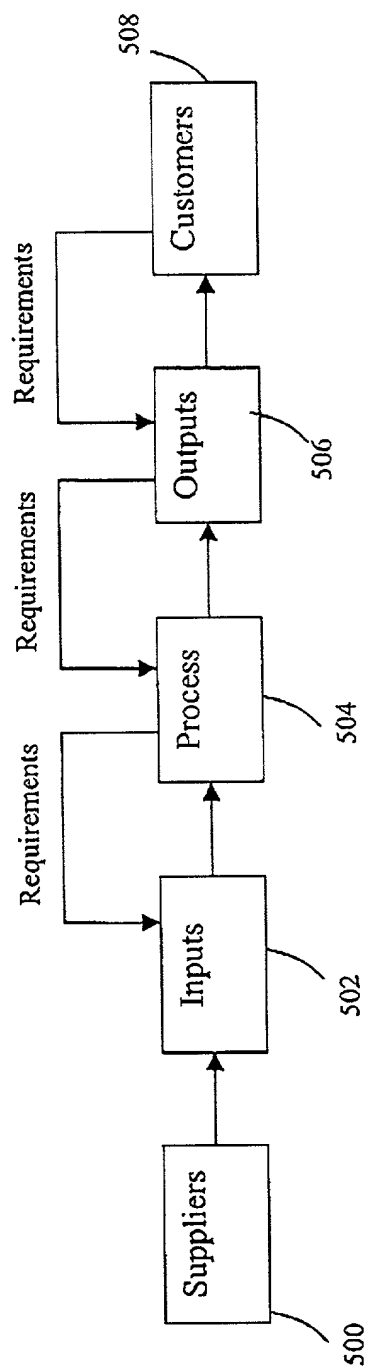 Requirements
Requirements
Requirements
Suppliers
Inputs
Process
Outputs
Customers
500
502
504
506
508